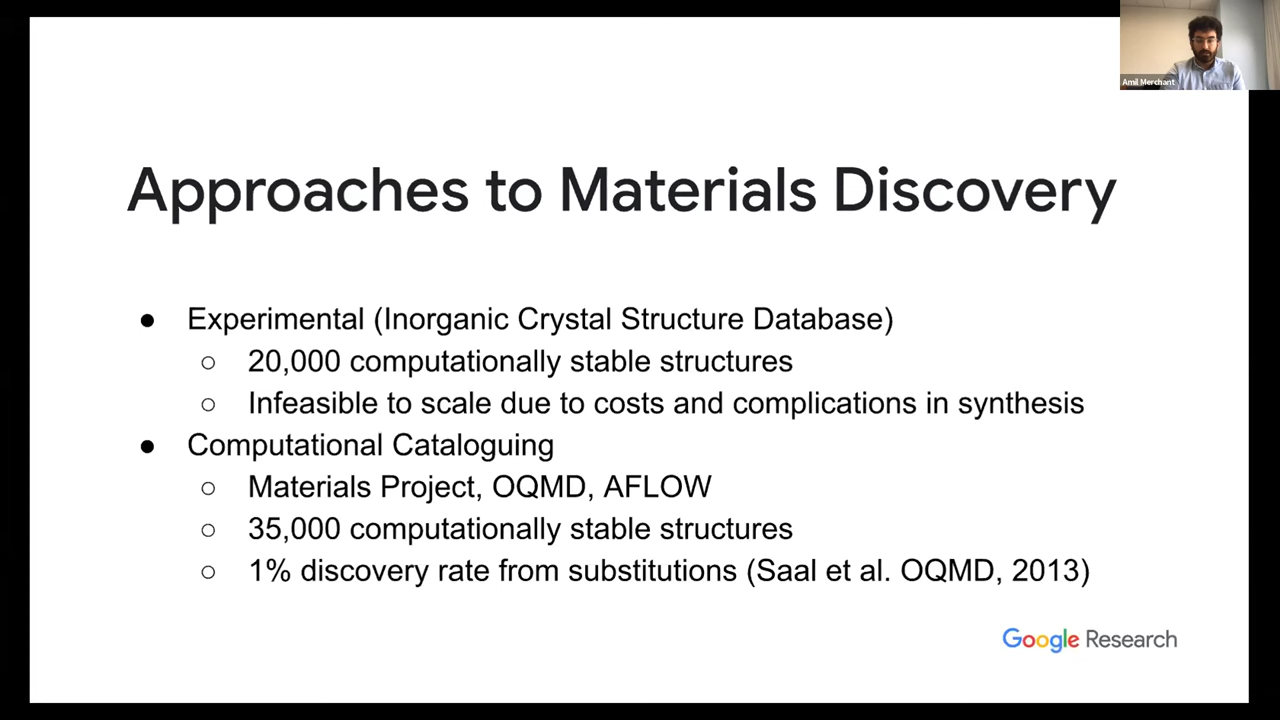 Amil Merchant
Approaches to Materials Discovery
● Experimental (Inorganic Crystal Structure Database)
○ 20,000 computationally stable structures
○ Infeasible to scale due to costs and complications in synthesis
● Computational Cataloguing
○ Materials Project, OQMD, AFLOW
○ 35,000 computationally stable structures
○ 1% discovery rate from substitutions (Saal et al. OQMD, 2013)
Google Research